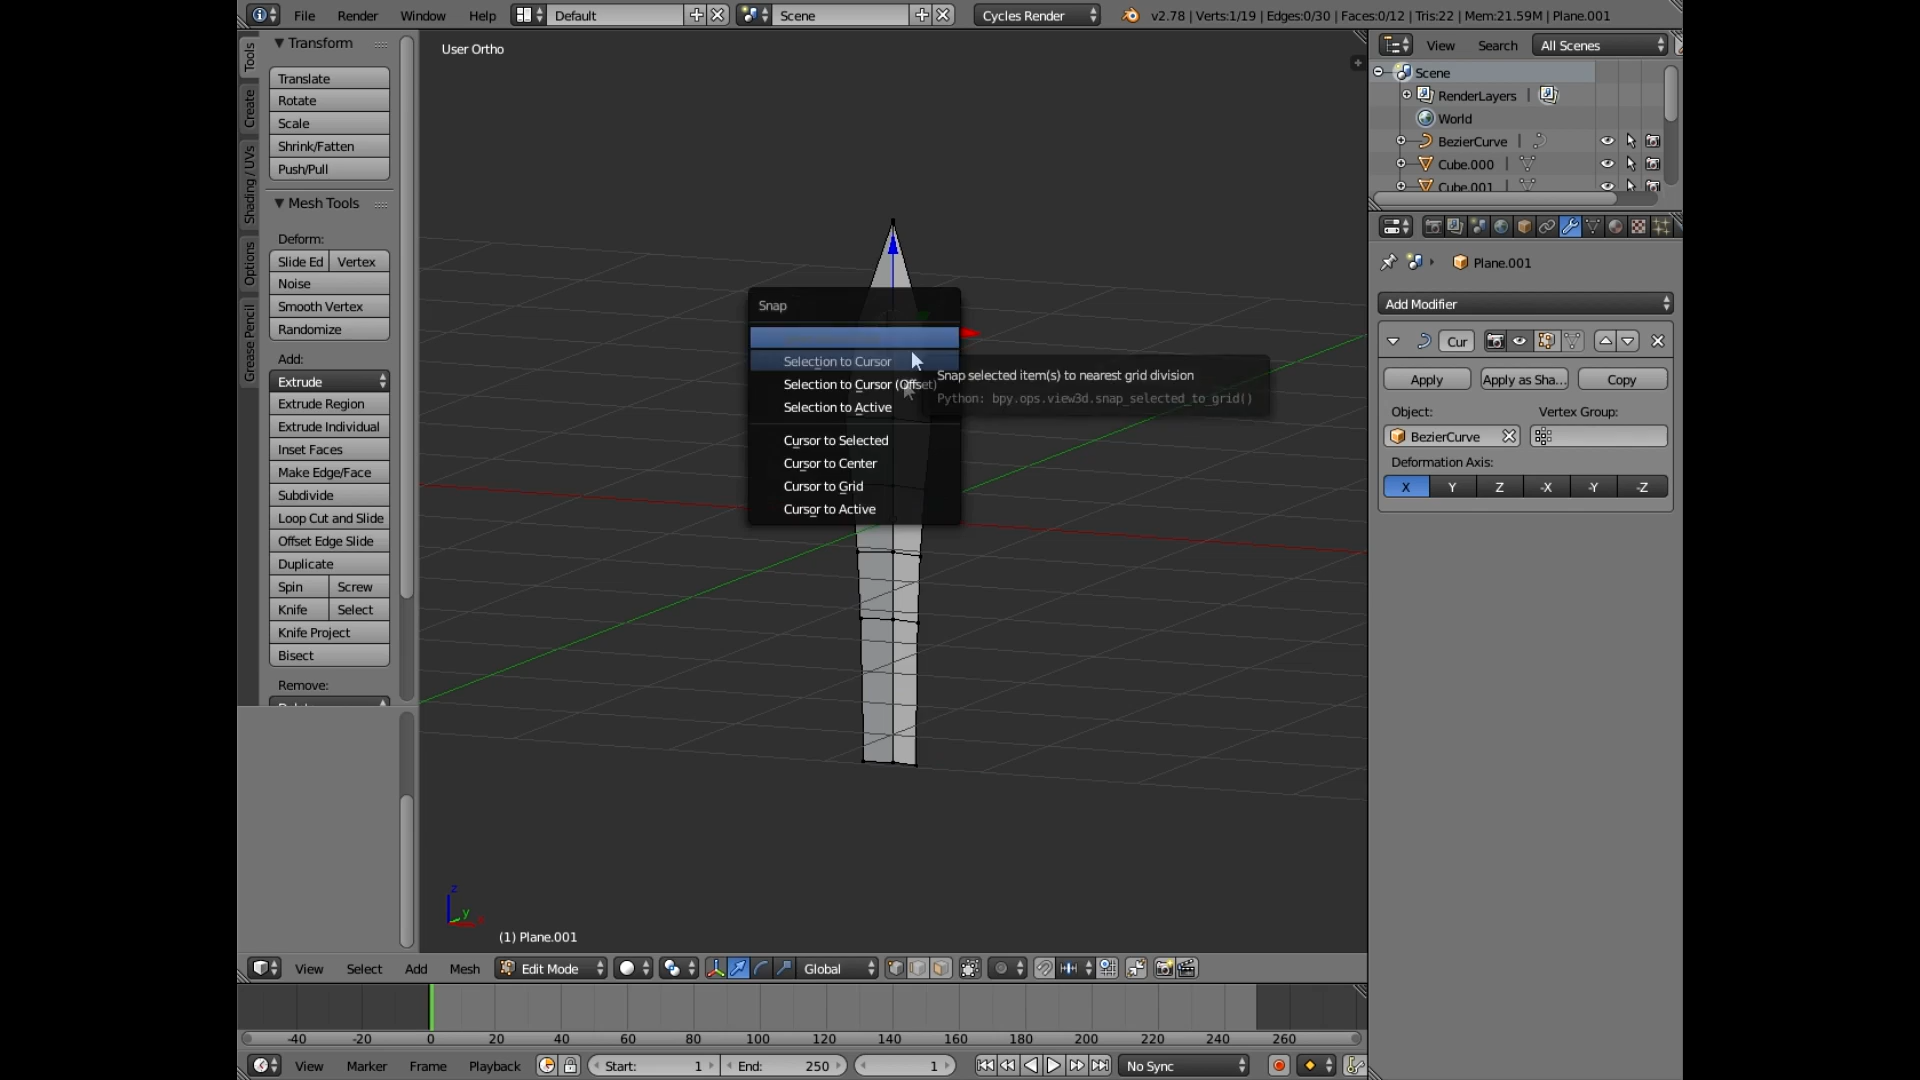 File Render Window Help Default Scene Cycles Render v2.78 | Verts:1/19 | Edges:0/30 | Faces:0/12 | Tris:22 | Mem:21.59M | Plane.001
Tools
Create
Shading / UVs
Options
Grease Pencil
Transform
Translate
Rotate
Scale
Shrink/Fatten
Push/Pull
Mesh Tools
Deform:
Slide Ed Vertex
Noise
Smooth Vertex
Randomize
Add:
Extrude
Extrude Region
Extrude Individual
Inset Faces
Make Edge/Face
Subdivide
Loop Cut and Slide
Offset Edge Slide
Duplicate
Spin Screw
Knife Select
Knife Project
Bisect
Remove:
User Ortho
Snap
Selection to Cursor
Selection to Cursor (Offset)
Selection to Active
Cursor to Selected
Cursor to Center
Cursor to Grid
Cursor to Active
Snap selected item(s) to nearest grid division
Python: bpy.ops.view3d.snap_selected_to_grid()
z
y
x
(1) Plane.001
View Select Add Mesh Edit Mode Global
-40 -20 0 20 40 60 80 100 120 140 160 180 200 220 240 260
View Marker Frame Playback Start: 1 End: 250 1 No Sync
View Search All Scenes
Scene
RenderLayers
World
BezierCurve
Cube.000
Cube.001
Plane.001
Add Modifier
Cur
Apply Apply as Sha... Copy
Object: Vertex Group:
BezierCurve
Deformation Axis:
X Y Z -X -Y -Z